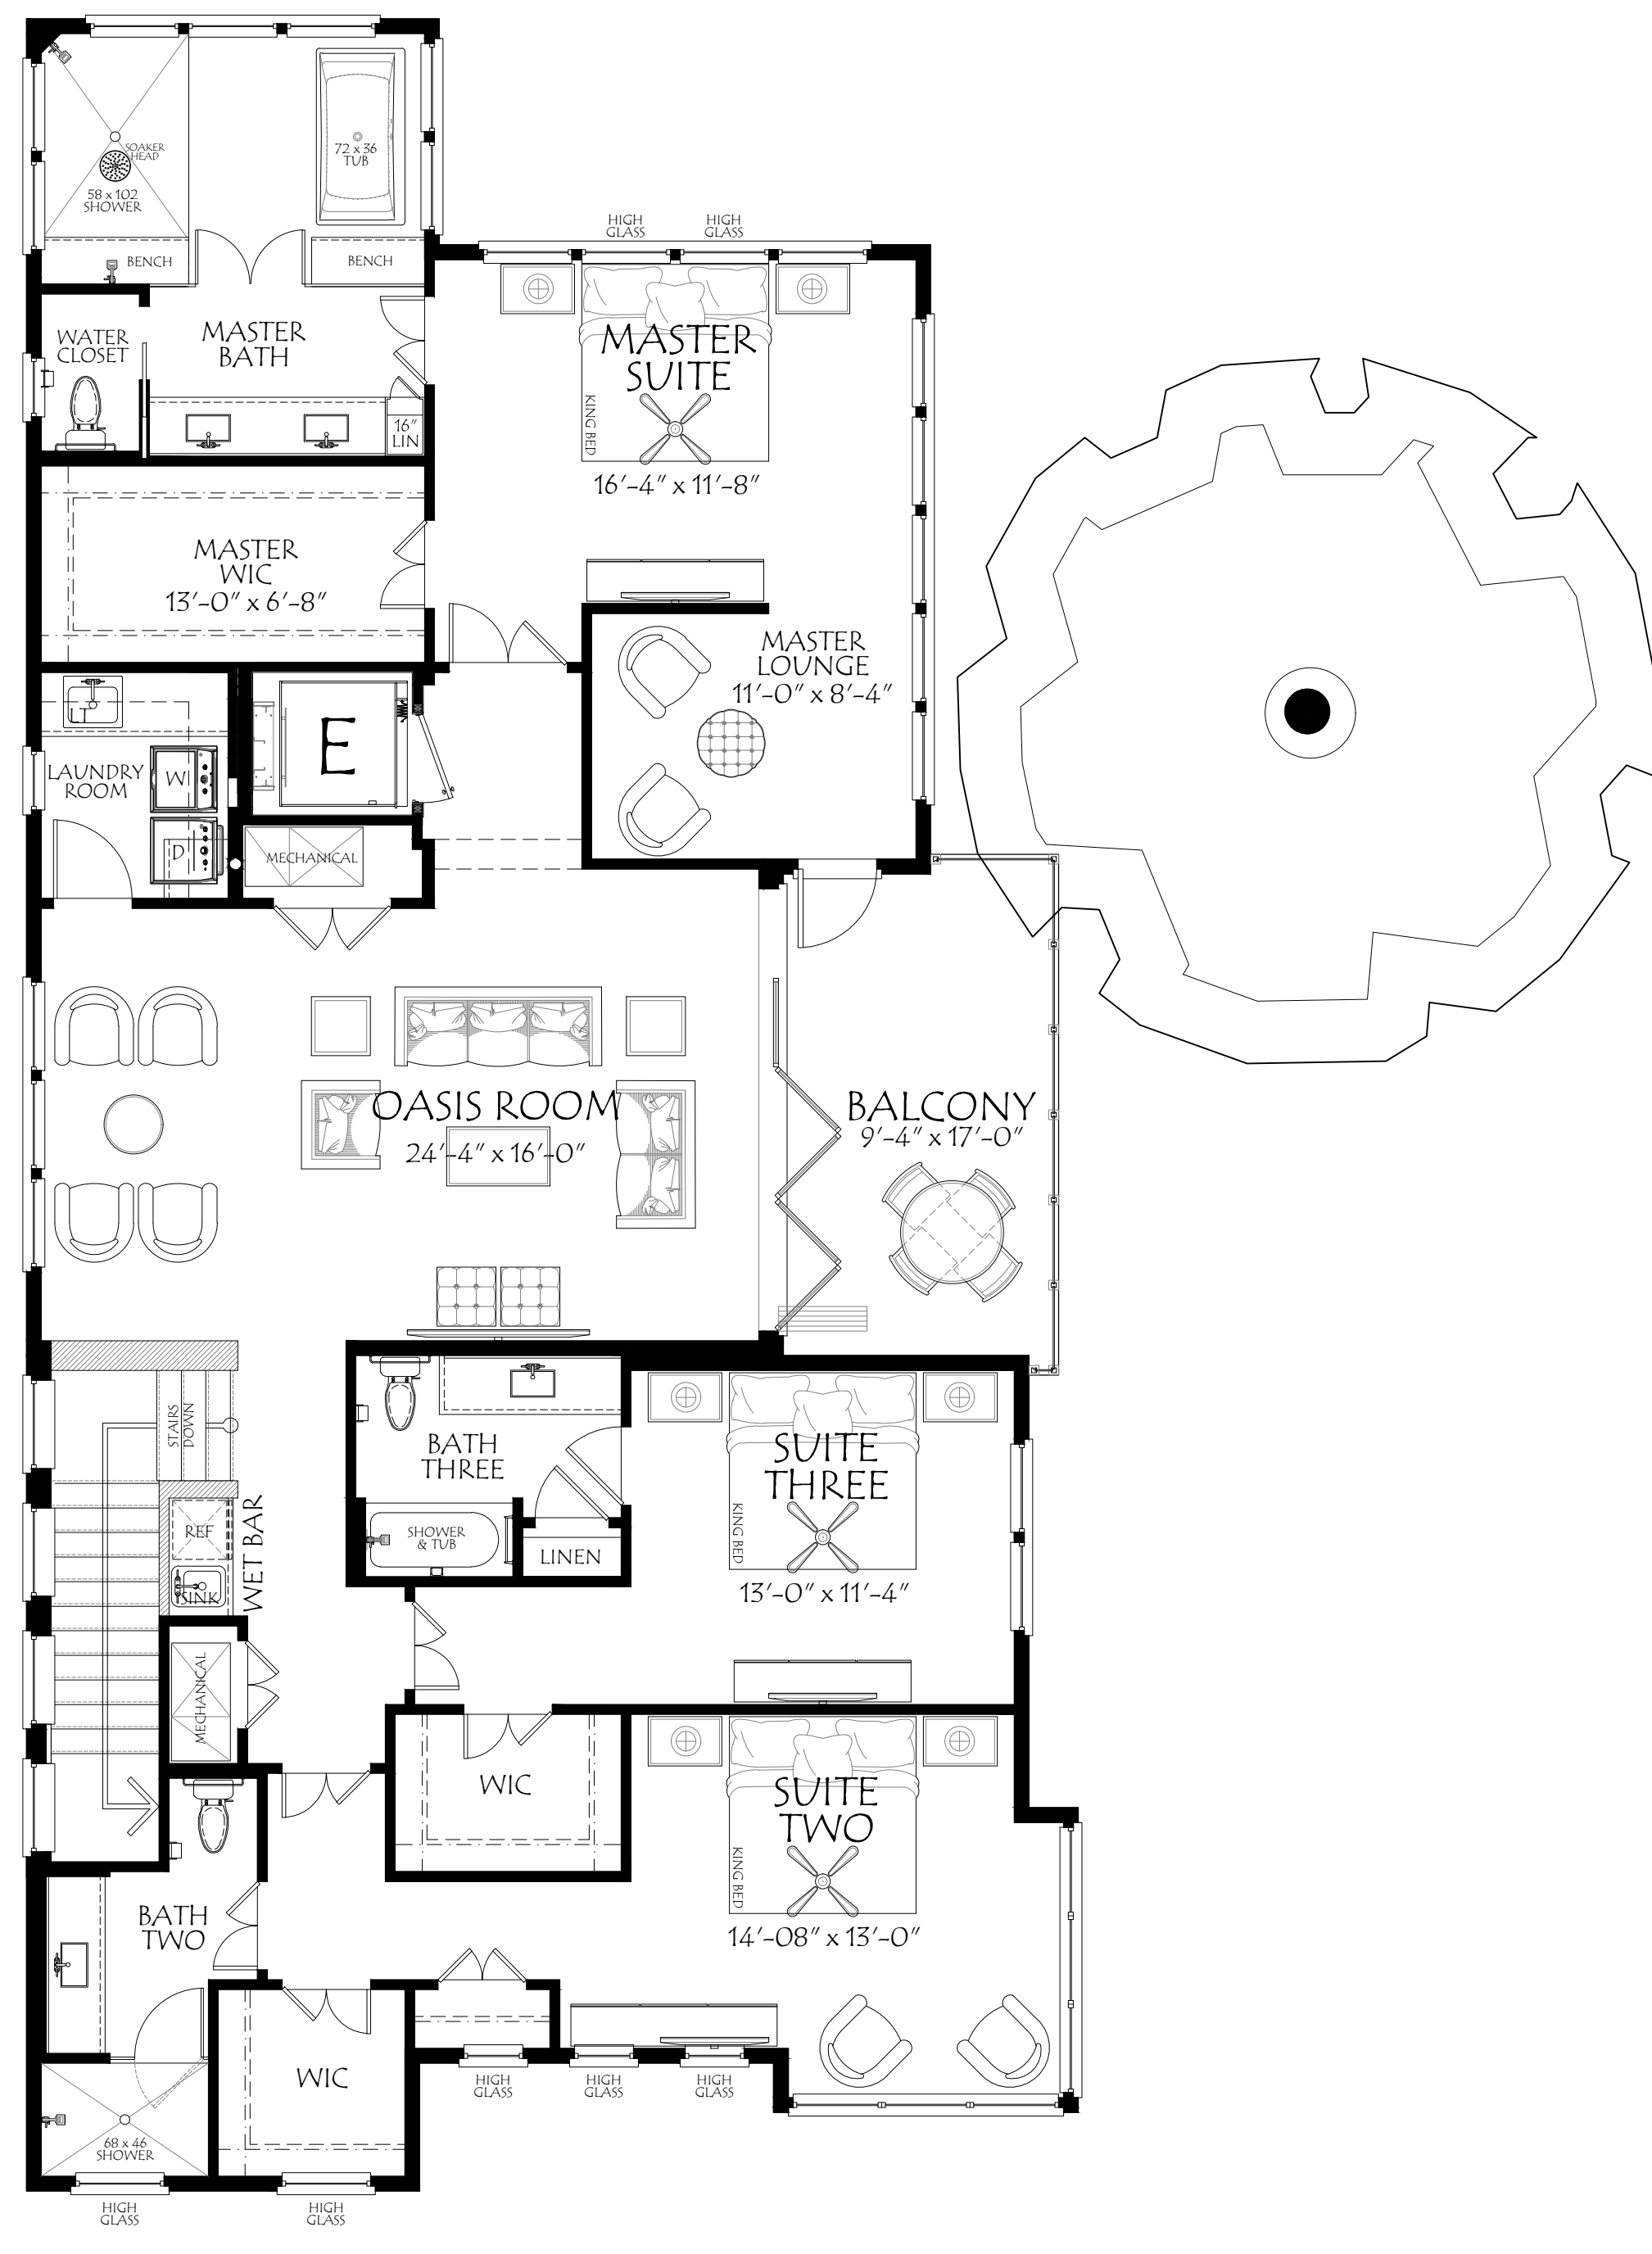 SOAKER
HEAD
58 x 102
SHOWER
72 x 36
TUB
BENCH
BENCH
HIGH
GLASS
HIGH
GLASS
WATER
CLOSET
MASTER
BATH
16"
LIN
MASTER
SUITE
KING BED
16'-4" x 11'-8"
MASTER
WIC
13'-0" x 6'-8"
MASTER
LOUNGE
11'-0" x 8'-4"
LT
E
LAUNDRY
ROOM
W
D
MECHANICAL
OASIS ROOM
24'-4" x 16'-0"
BALCONY
9'-4" x 17'-0"
STAIRS
DOWN
BATH
THREE
SUITE
THREE
KING BED
13'-0" x 11'-4"
REF
SINK
WET BAR
SHOWER
& TUB
LINEN
MECHANICAL
WIC
SUITE
TWO
KING BED
14'-08" x 13'-0"
BATH
TWO
WIC
HIGH
GLASS
HIGH
GLASS
HIGH
GLASS
68 x 46
SHOWER
HIGH
GLASS
HIGH
GLASS